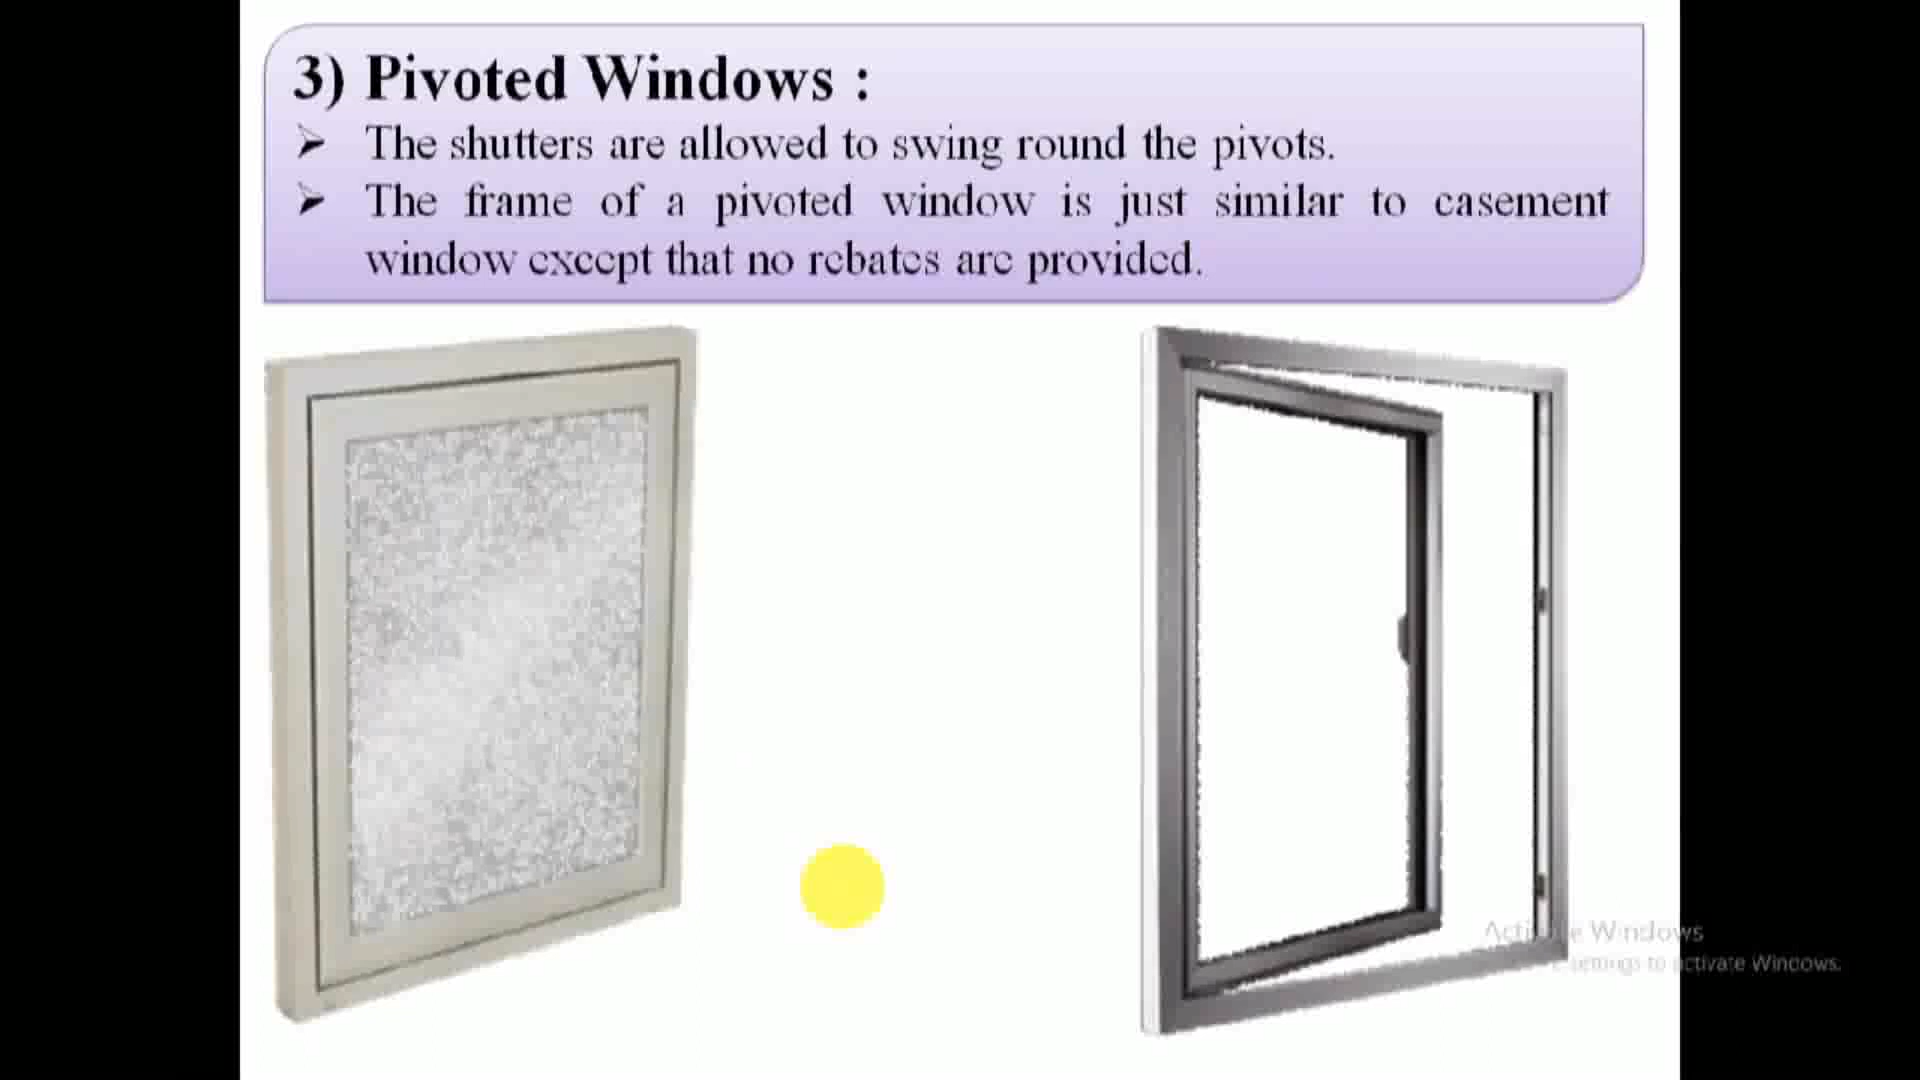 3) Pivoted Windows :
➢ The shutters are allowed to swing round the pivots.
➢ The frame of a pivoted window is just similar to casement
window except that no rebates are provided.
Windows
settings to activate Windows.